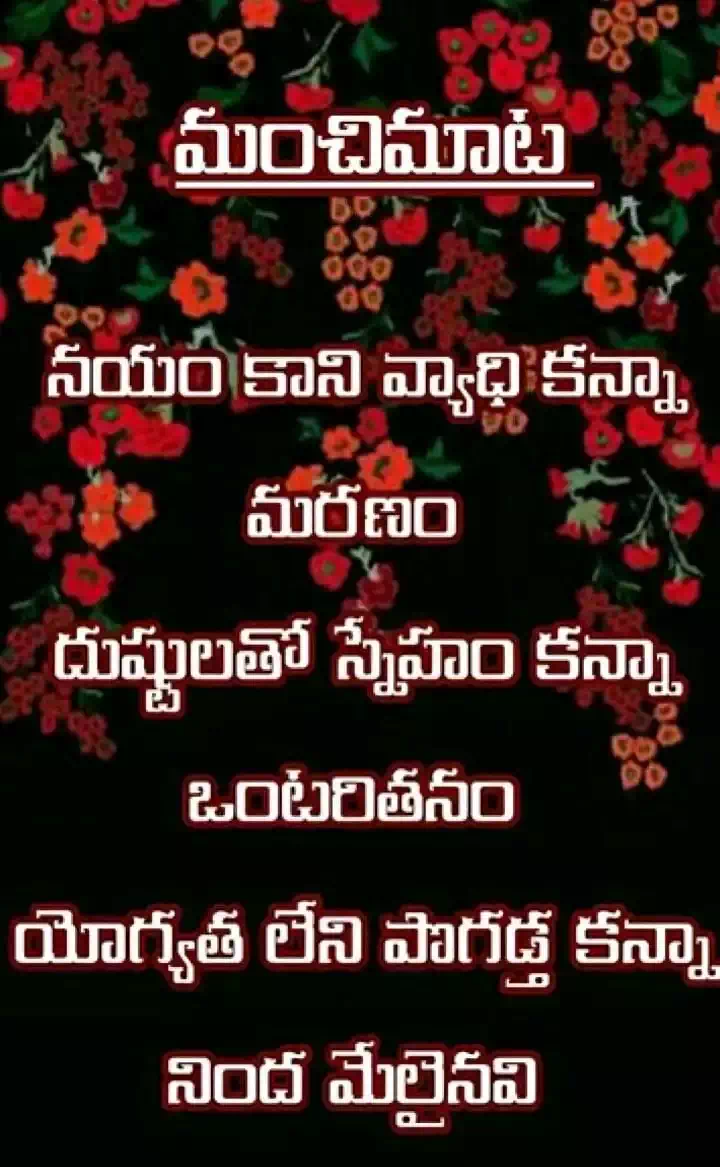 మంచిమాట
నయం కాని వ్యాధి కన్నా
మరణం
దుష్టులతో స్నేహం కన్నా
ఒంటరితనం
యోగ్యత లేని పొగడ్త కన్నా
నింద మేలైనవి